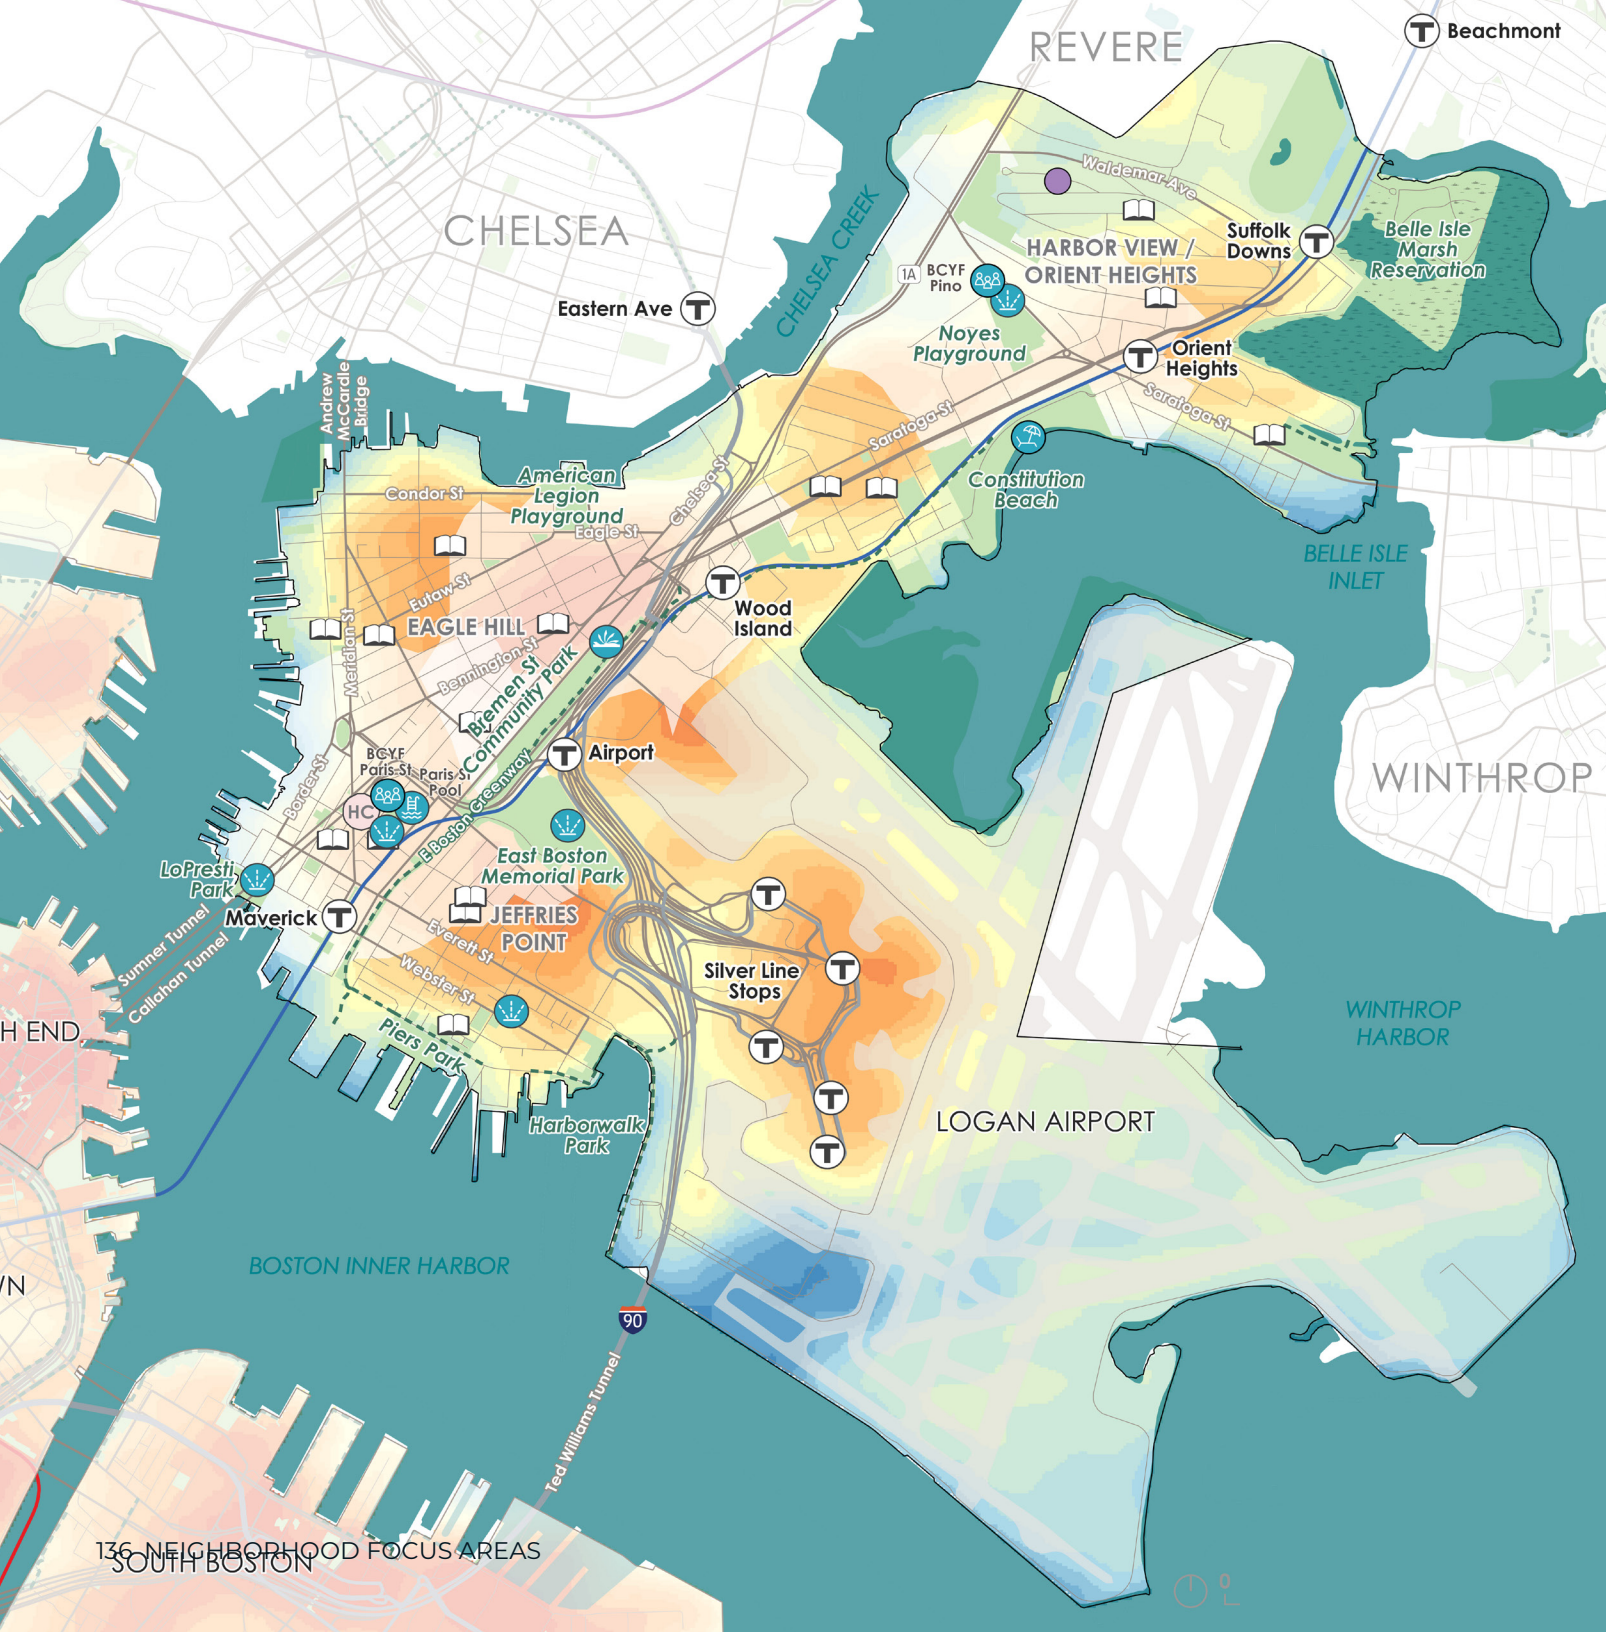 Beachmont
REVERE
CHELSEA
CHELSEA CREEK
Eastern Ave
Waldemar Ave
Suffolk
Downs
Belle Isle
Marsh
Reservation
HARBOR VIEW /
ORIENT HEIGHTS
1A
BCYF
Pino
Noyes
Playground
Orient
Heights
Saratoga St
Saratoga St
Andrew
McCardle
Bridge
Constitution
Beach
American
Legion
Playground
Condor St
Chelsea St
Eagle St
BELLE ISLE
INLET
Wood
Island
Eutaw St
EAGLE HILL
Meridian St
Bennington St
Bremen St
Community Park
Airport
WINTHROP
BCYF
Paris St
Paris St
Pool
Border St
HC
E Boston Greenway
East Boston
Memorial Park
LoPresti
Park
Maverick
JEFFRIES
POINT
Everett St
Webster St
Sumner Tunnel
Callahan Tunnel
Silver Line
Stops
WINTHROP
HARBOR
H END
Piers Park
Harborwalk
Park
LOGAN AIRPORT
BOSTON INNER HARBOR
WN
90
Ted Williams Tunnel
136 NEIGHBORHOOD FOCUS AREAS
SOUTH BOSTON
0
T
T
T
T
T
T
T
T
T
T
T
T
T